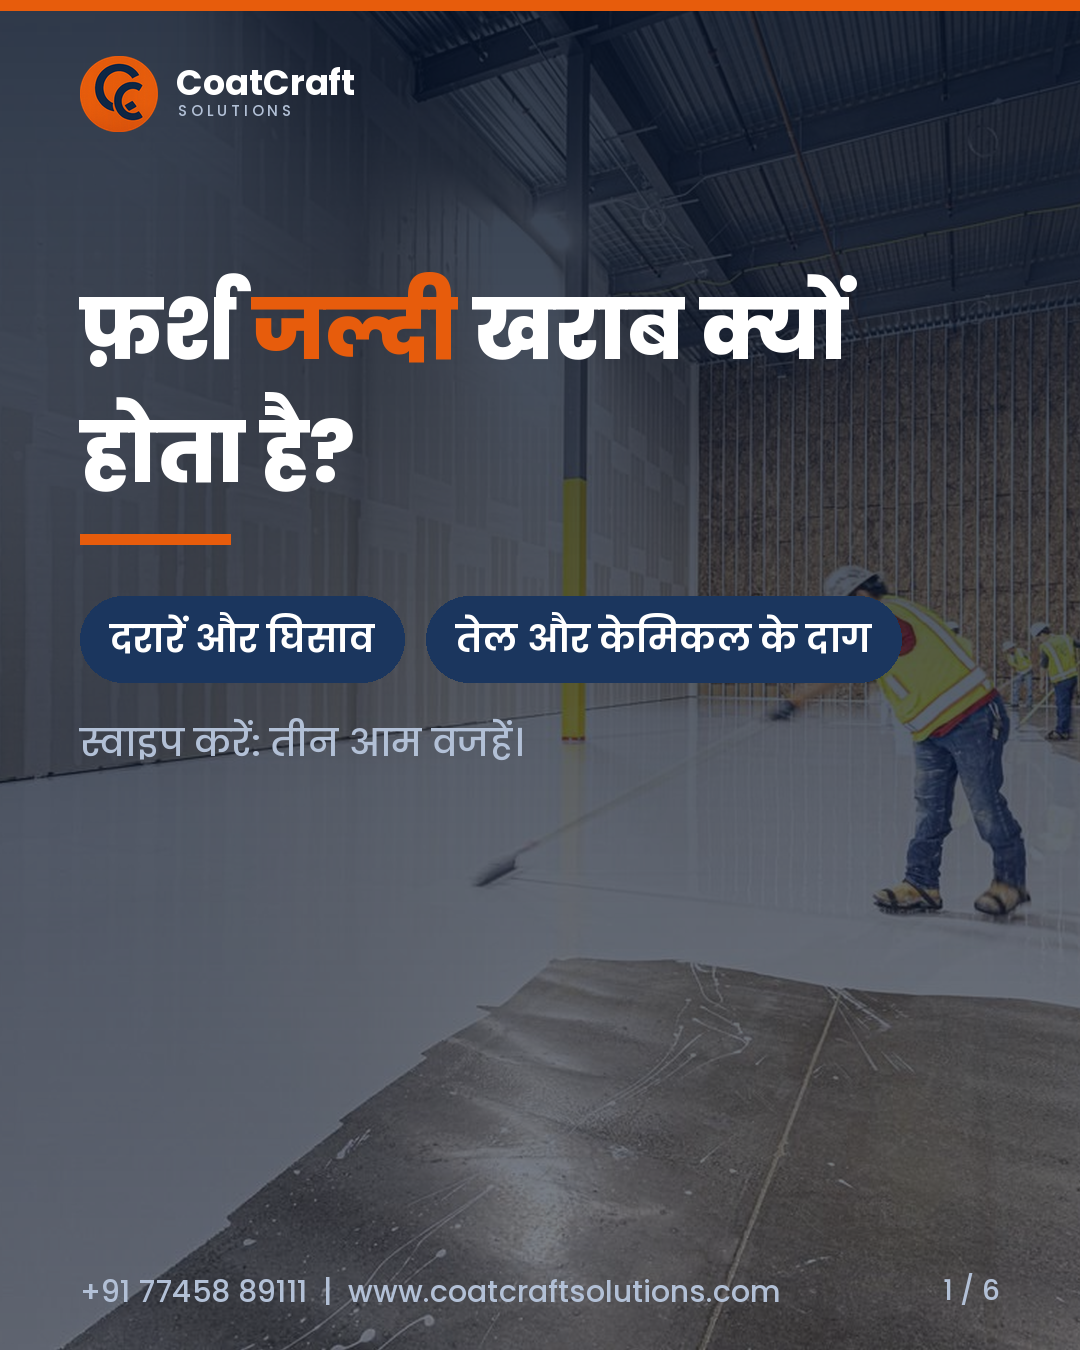 CoatCraft
SOLUTIONS
फ़र्श जल्दी खराब क्यों
होता है?
दरारें और घिसाव
तेल और केमिकल के दाग
स्वाइप करें: तीन आम वजहें।
+91 77458 89111 | www.coatcraftsolutions.com
1 / 6